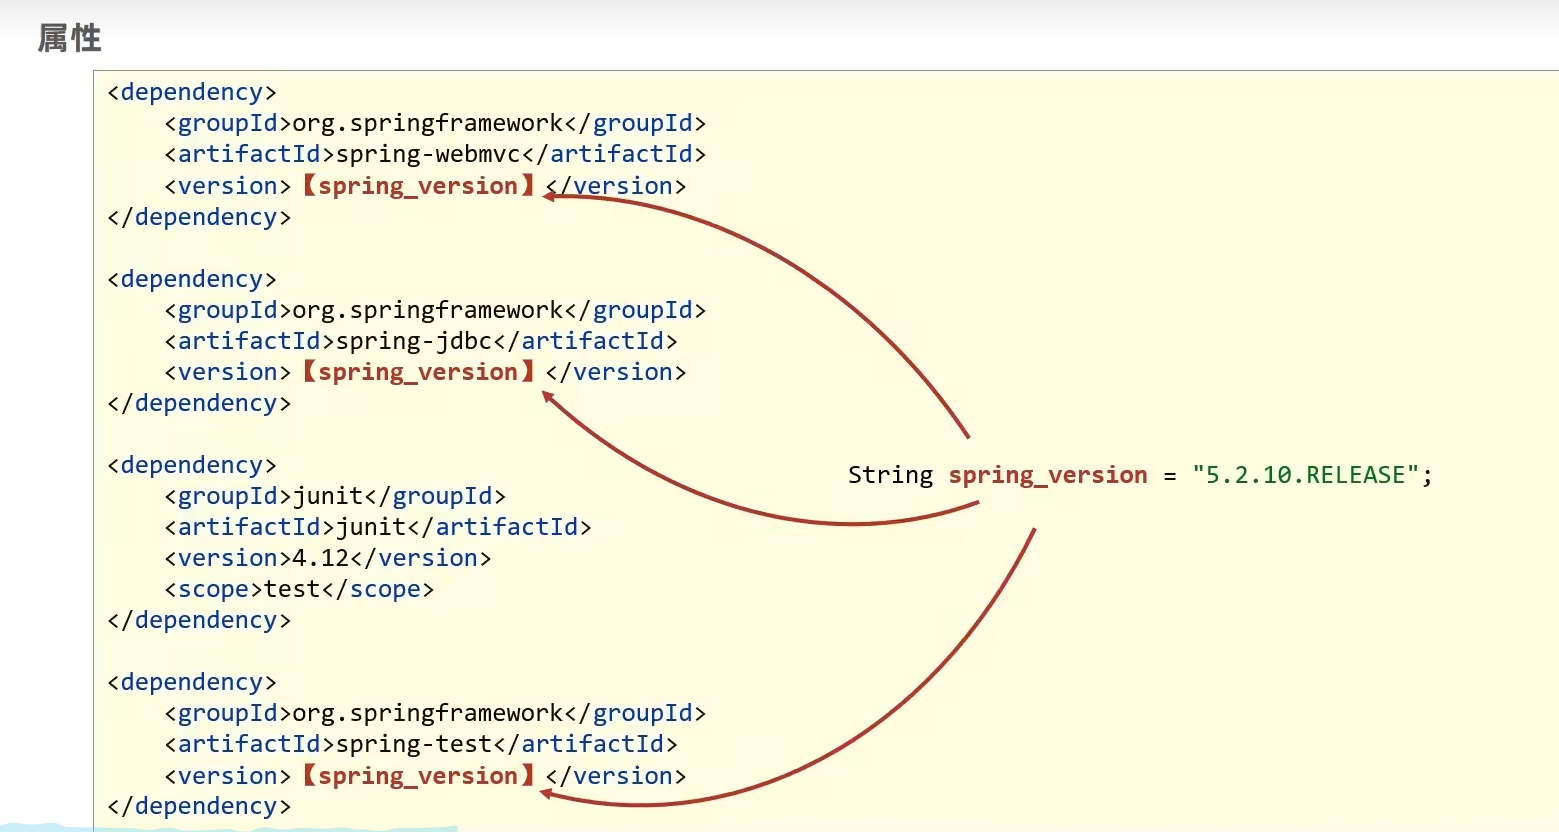 属性
<dependency>
    <groupId>org.springframework</groupId>
    <artifactId>spring-webmvc</artifactId>
    <version>【spring_version】</version>
</dependency>
<dependency>
    <groupId>org.springframework</groupId>
    <artifactId>spring-jdbc</artifactId>
    <version>【spring_version】</version>
</dependency>
<dependency>
    <groupId>junit</groupId>
    <artifactId>junit</artifactId>
    <version>4.12</version>
    <scope>test</scope>
</dependency>
<dependency>
    <groupId>org.springframework</groupId>
    <artifactId>spring-test</artifactId>
    <version>【spring_version】</version>
</dependency>
String spring_version = "5.2.10.RELEASE";